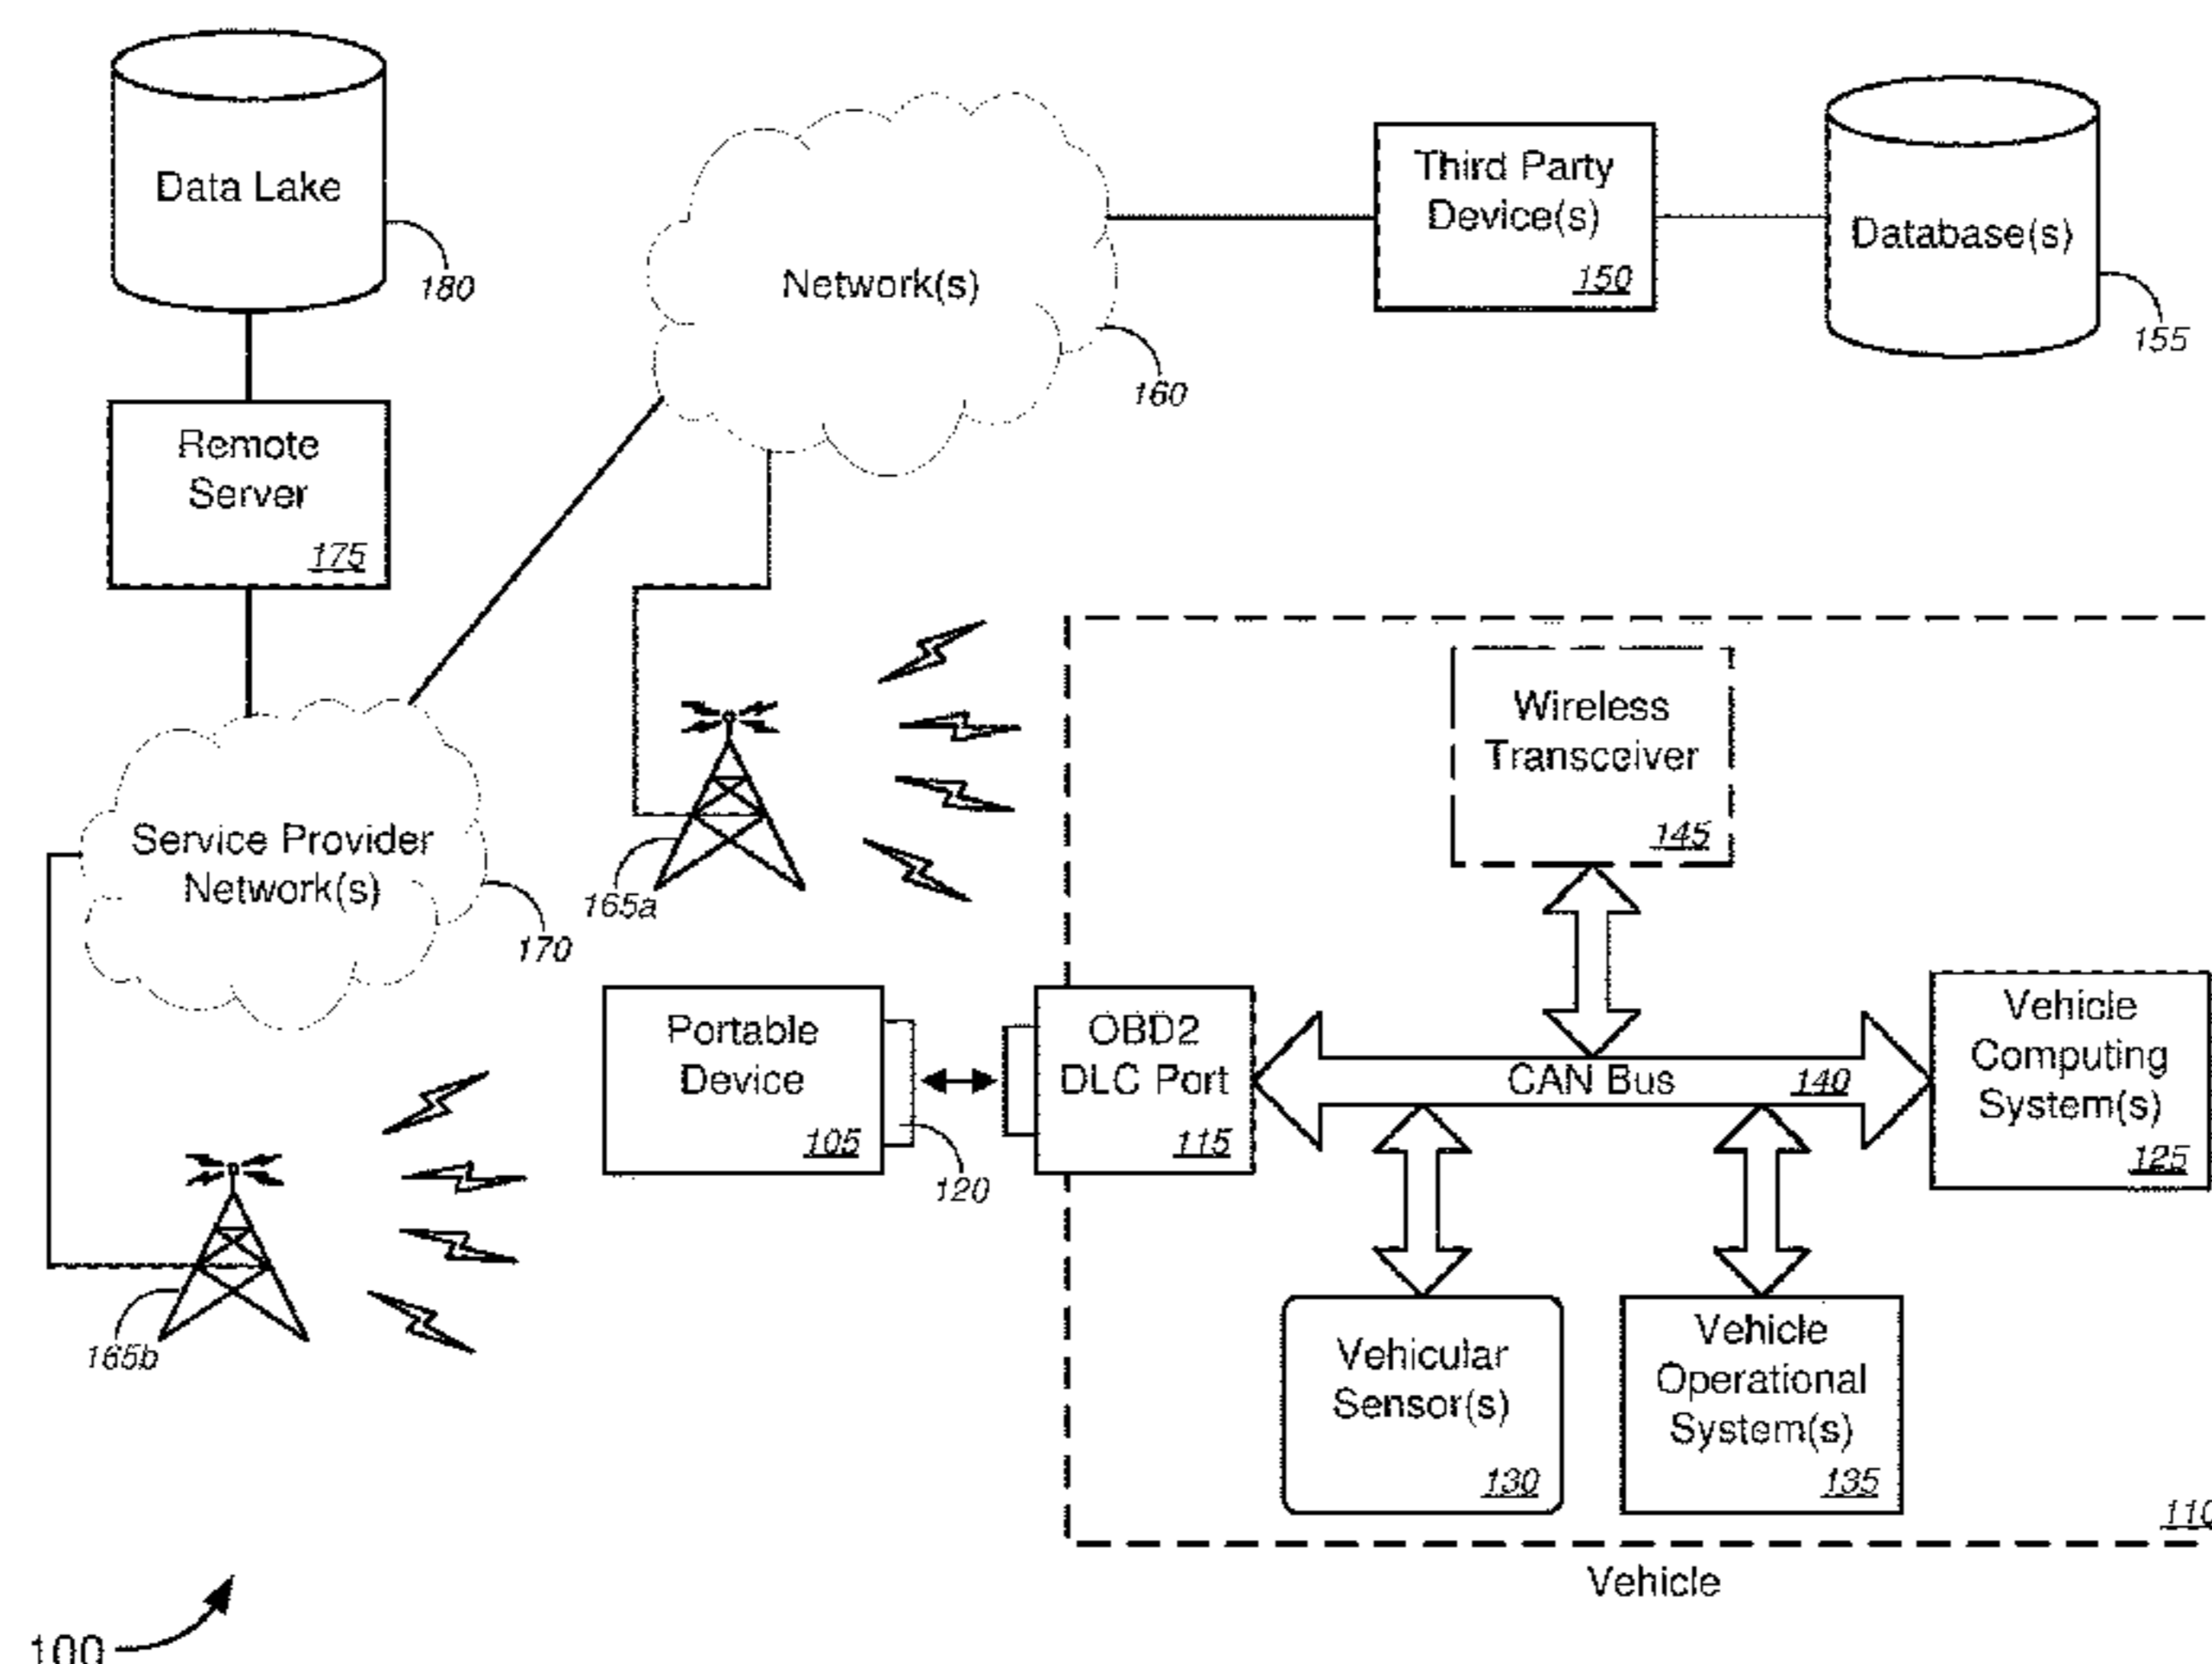 Data Lake
180
Network(s)
160
Third Party
Device(s)
150
Database(s)
155
Remote
Server
175
Service Provider
Network(s)
170
165a
165b
Wireless
Transceiver
145
Portable
Device
105
120
OBD2
DLC Port
115
CAN Bus 140
Vehicle
Computing
System(s)
125
Vehicular
Sensor(s)
130
Vehicle
Operational
System(s)
135
110
Vehicle
100